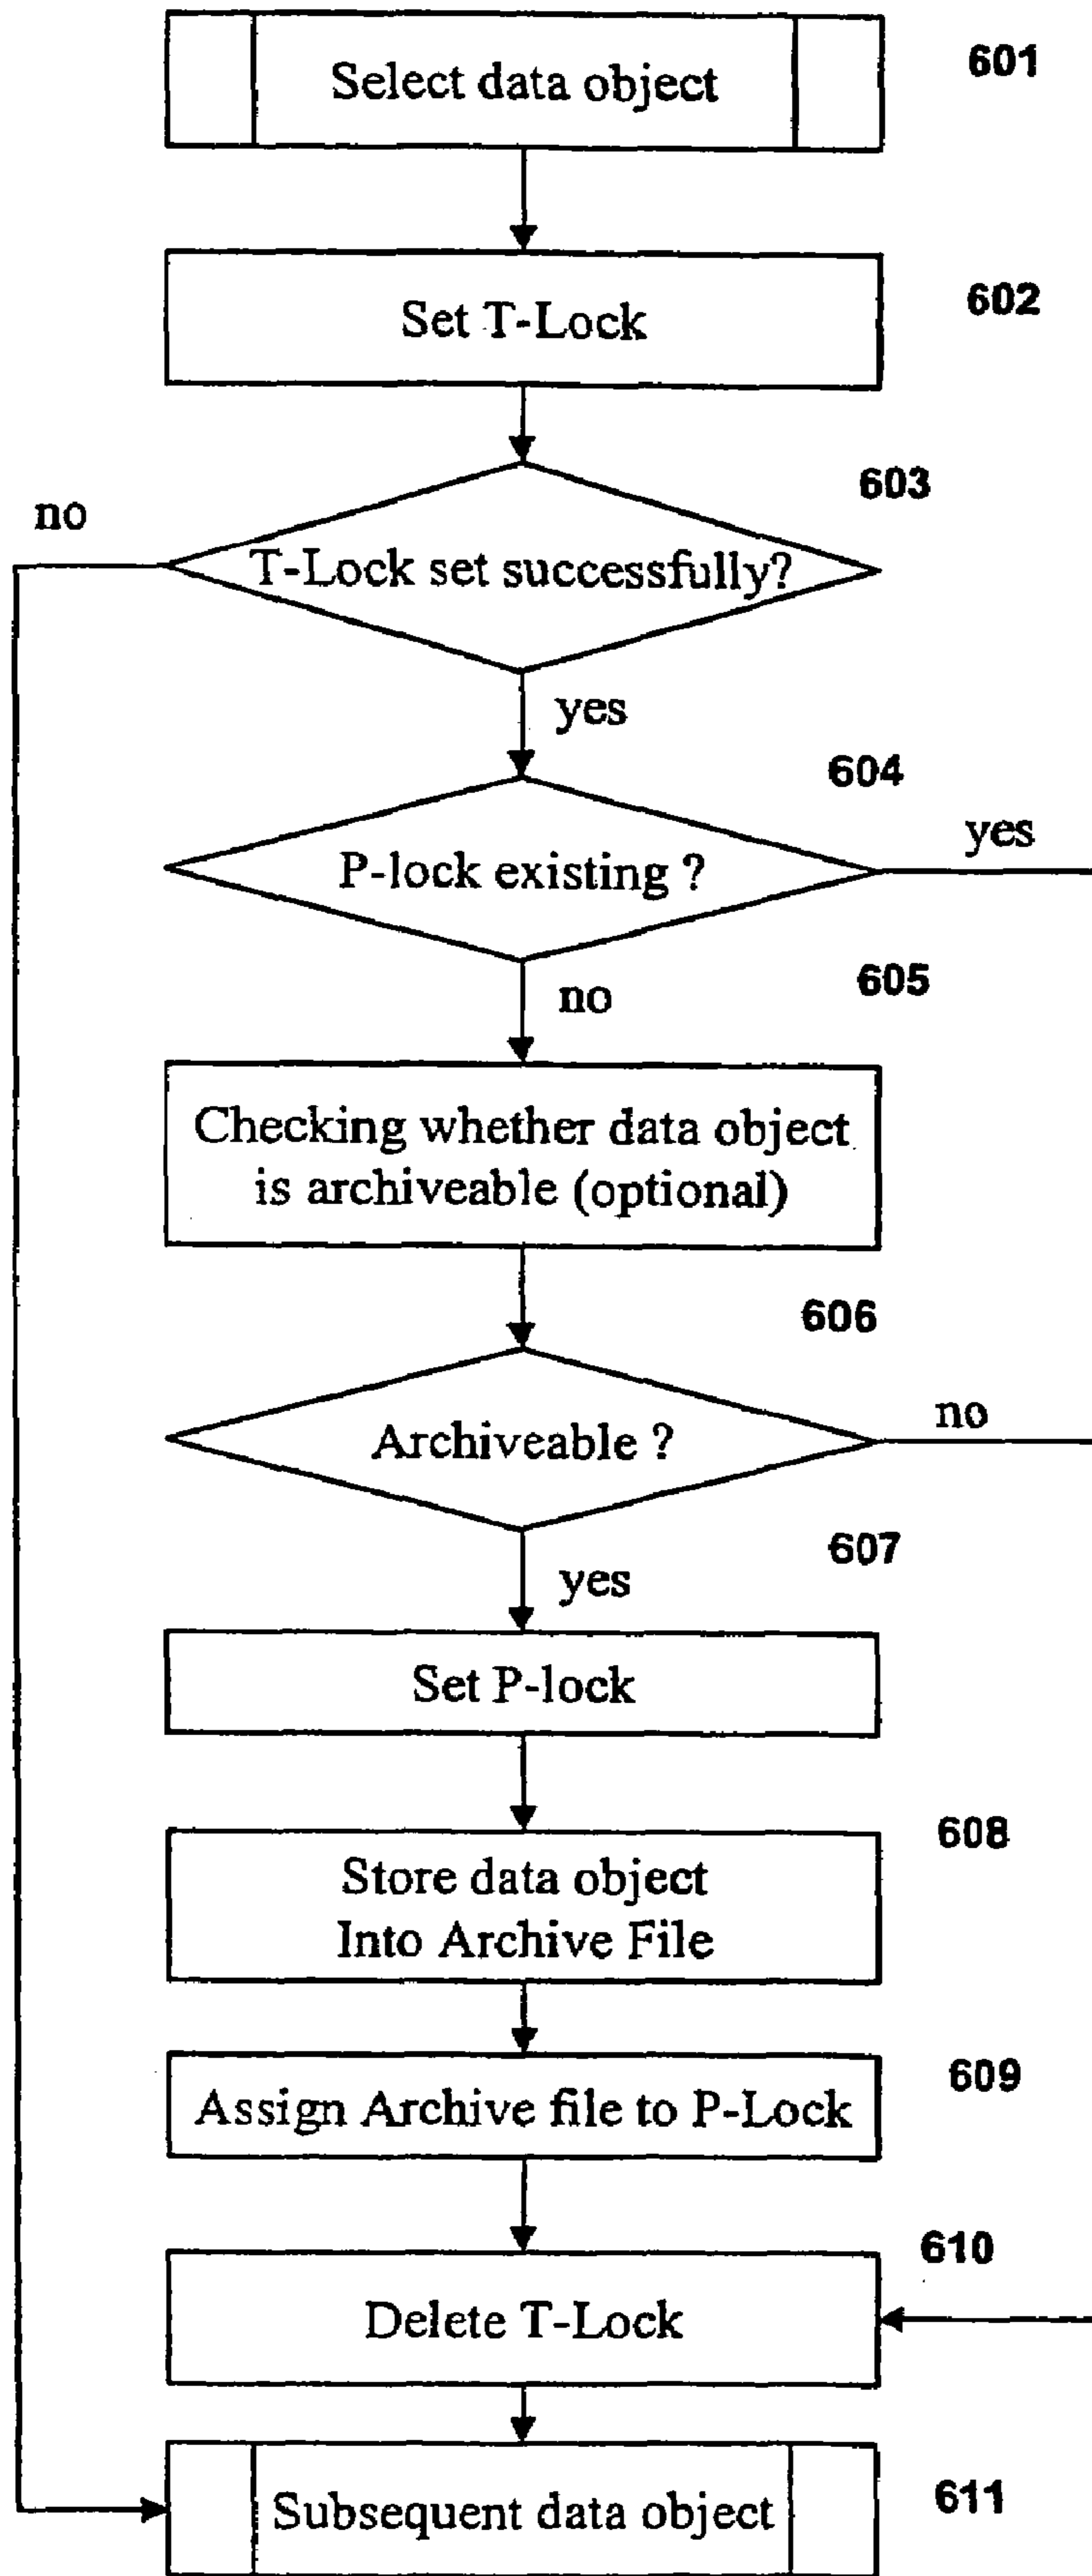 Select data object
601
Set T-Lock
602
603
no
T-Lock set successfully?
yes
604
yes
P-lock existing ?
605
no
Checking whether data object
is archiveable (optional)
606
no
Archiveable ?
607
yes
Set P-lock
608
Store data object
Into Archive File
609
Assign Archive file to P-Lock
610
Delete T-Lock
Subsequent data object
611